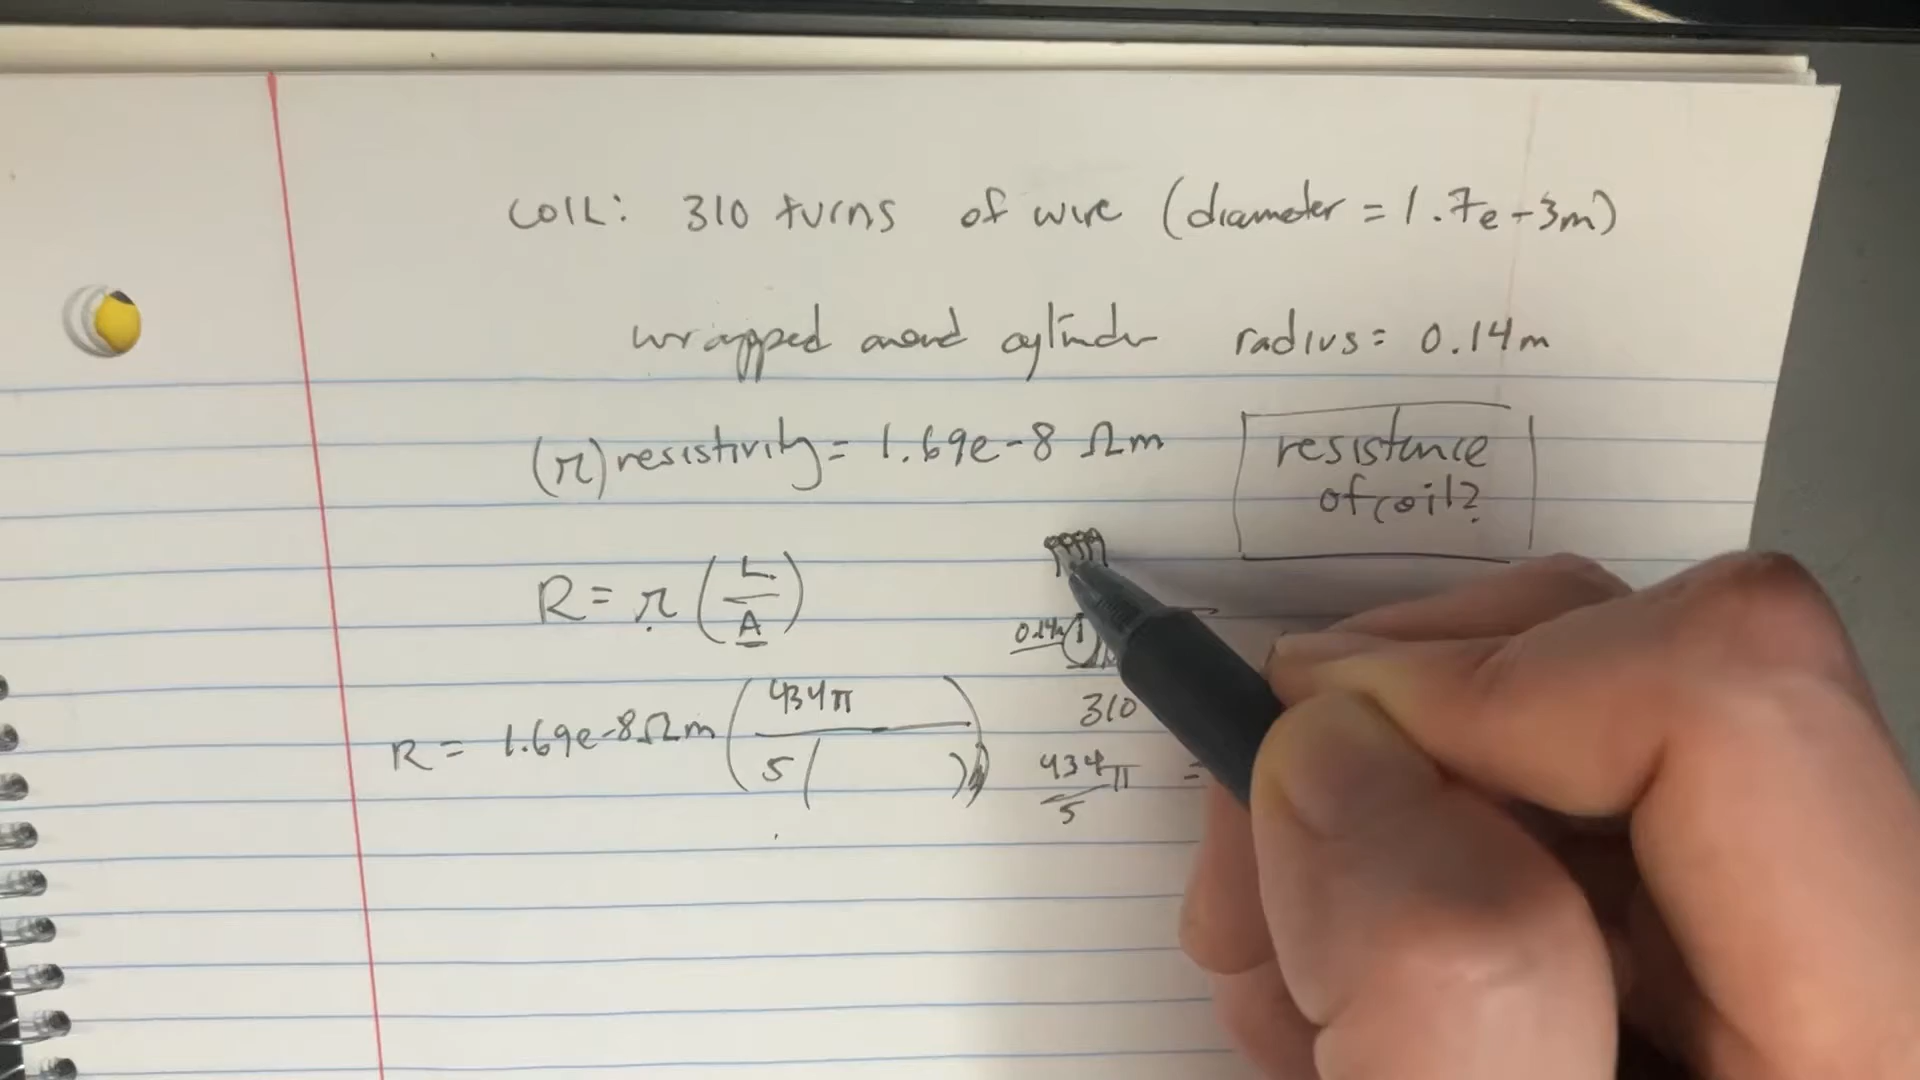 coil: 310 turns of wire (diameter = 1.7e-3m)
wrapped around cylinder radius = 0.14m
(r) resistivity = 1.69e-8 Ωm
resistance
of coil?
R = r (L/A)
0.14m
310
R = 1.69e-8 Ωm (434π / 5( ))
434π/5 =